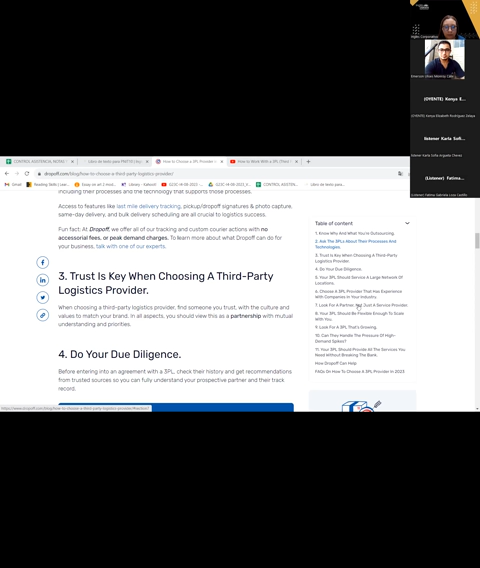 (OYENTE) Kenya E...
listener Karla Sofi...
(Listener) Fatima...
How to Choose a 3PL Provider
How to Work With a 3PL (Third
dropoff.com/blog/how-to-choose-a-third-party-logistics-provider/
Gmail
YouTube
Maps
including their processes and the technology that supports those processes.
Access to features like last mile delivery tracking, pickup/dropoff signatures & photo capture,
same-day delivery, and bulk delivery scheduling are all crucial to logistics success.
Fun fact: At Dropoff, we offer all of our tracking and custom courier actions with no
accessorial fees, or peak demand charges. To learn more about what Dropoff can do for
your business, talk with one of our experts.
3. Trust Is Key When Choosing A Third-Party
Logistics Provider.
When choosing a third-party logistics provider, find someone you trust, with the culture and
values to match your brand. In all aspects, you should view this as a partnership with mutual
understanding and priorities.
4. Do Your Due Diligence.
Before entering into an agreement with a 3PL, check their history and get recommendations
from trusted sources so you can fully understand your prospective partner and their track
record.
Table of content
1. Know Why And What You're Outsourcing.
2. Ask The 3PLs About Their Processes And
Technologies.
3. Trust Is Key When Choosing A Third-Party
Logistics Provider.
4. Do Your Due Diligence.
5. Your 3PL Should Service A Large Network Of
Locations.
6. Choose A 3PL Provider That Has Experience
With Companies In Your Industry.
7. Look For A Partner, Not Just A Service Provider.
8. Your 3PL Should Be Flexible Enough To Scale
With You.
9. Look For A 3PL That's Growing.
10. Can They Handle The Pressure Of High-
Demand Spikes?
11. Your 3PL Should Provide All The Services You
Need Without Breaking The Bank.
How Dropoff Can Help
FAQs On How To Choose A 3PL Provider In 2023